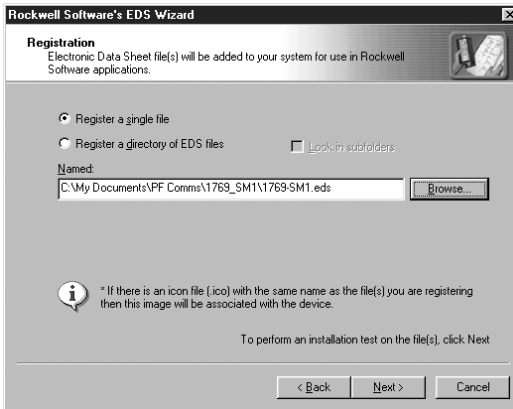 Rockwell Software's EDS Wizard
Registration
Electronic Data Sheet file(s) will be added to your system for use in Rockwell
Software applications.
Register a single file
Register a directory of EDS files
Look in subfolders
Named:
C:\My Documents\PF Comms\1769_SM1\1769-SM1.eds
Browse...
* If there is an icon file (.ico) with the same name as the file(s) you are registering
then this image will be associated with the device.
To perform an installation test on the file(s), click Next
< Back
Next >
Cancel